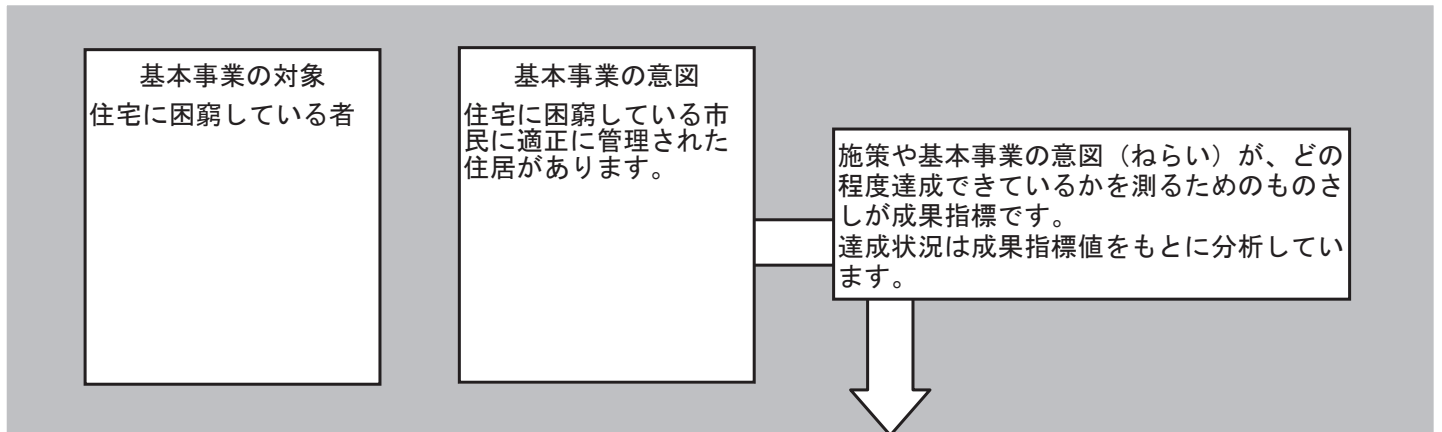 基本事業の対象
住宅に困窮している者
基本事業の意図
住宅に困窮している市
民に適正に管理された
住居があります。
施策や基本事業の意図（ねらい）が、どの
程度達成できているかを測るためのものさ
しが成果指標です。
達成状況は成果指標値をもとに分析してい
ます。